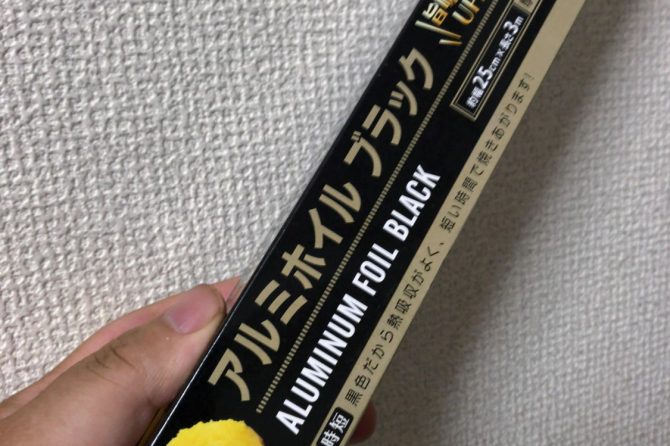 アルミホイル ブラック
ALUMINUM FOIL BLACK
UP
約幅25cm×長さ3m
時短
黒色だから熱吸収がよく、短い時間で焼きあがります!